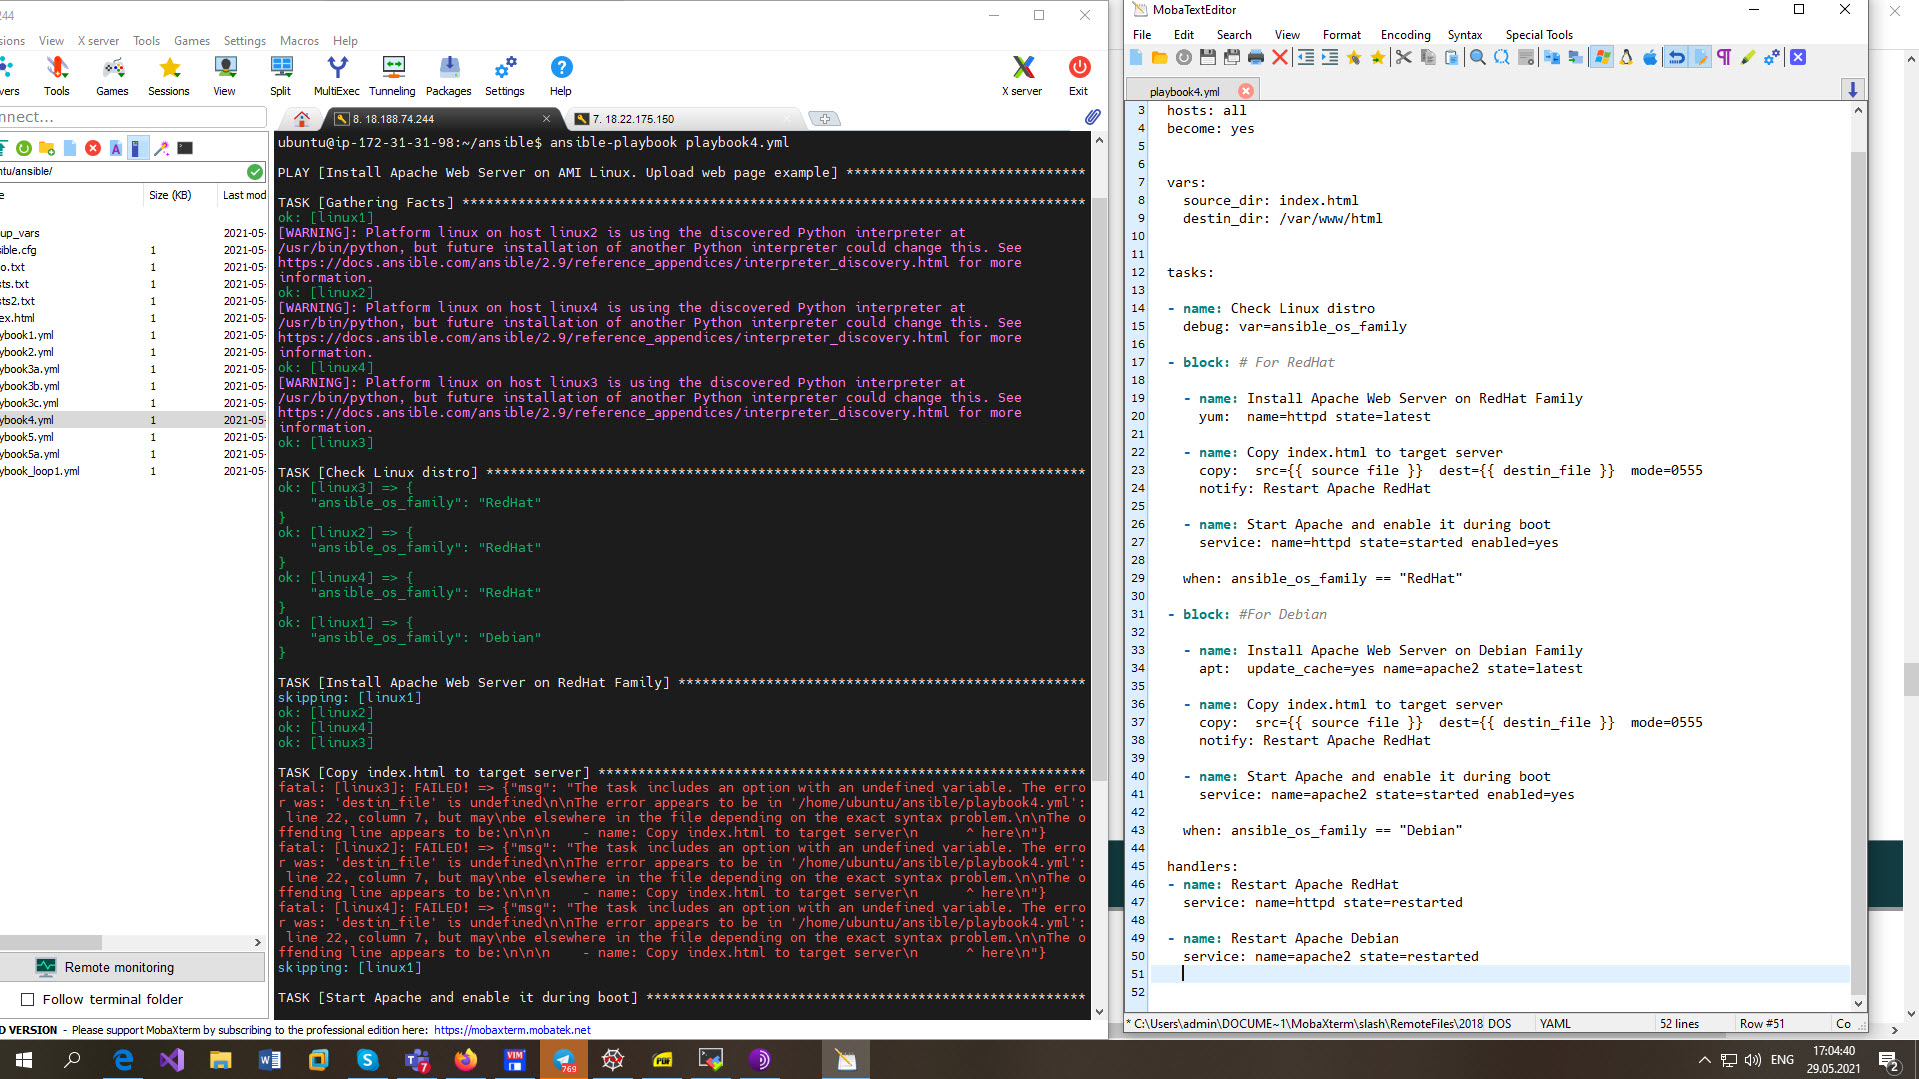 244
sions View X server Tools Games Settings Macros Help
vers Tools Games Sessions View Split MultiExec Tunneling Packages Settings Help X server Exit
nnect...
8. 18.188.74.244
7. 18.22.175.150
ntu/ansible/
e Size (KB) Last mod
up_vars 2021-05-
sible.cfg 1 2021-05-
o.txt 1 2021-05-
sts.txt 1 2021-05-
sts2.txt 1 2021-05-
ex.html 1 2021-05-
ybook1.yml 1 2021-05-
ybook2.yml 1 2021-05-
ybook3a.yml 1 2021-05-
ybook3b.yml 1 2021-05-
ybook3c.yml 1 2021-05-
ybook4.yml 1 2021-05-
ybook5.yml 1 2021-05-
ybook5a.yml 1 2021-05-
ybook_loop1.yml 1 2021-05-
Remote monitoring
Follow terminal folder
ubuntu@ip-172-31-31-98:~/ansible$ ansible-playbook playbook4.yml
PLAY [Install Apache Web Server on AMI Linux. Upload web page example] ******************************
TASK [Gathering Facts] ******************************************************************************
ok: [linux1]
[WARNING]: Platform linux on host linux2 is using the discovered Python interpreter at
/usr/bin/python, but future installation of another Python interpreter could change this. See
https://docs.ansible.com/ansible/2.9/reference_appendices/interpreter_discovery.html for more
information.
ok: [linux2]
[WARNING]: Platform linux on host linux4 is using the discovered Python interpreter at
/usr/bin/python, but future installation of another Python interpreter could change this. See
https://docs.ansible.com/ansible/2.9/reference_appendices/interpreter_discovery.html for more
information.
ok: [linux4]
[WARNING]: Platform linux on host linux3 is using the discovered Python interpreter at
/usr/bin/python, but future installation of another Python interpreter could change this. See
https://docs.ansible.com/ansible/2.9/reference_appendices/interpreter_discovery.html for more
information.
ok: [linux3]
TASK [Check Linux distro] ***************************************************************************
ok: [linux3] => {
"ansible_os_family": "RedHat"
}
ok: [linux2] => {
"ansible_os_family": "RedHat"
}
ok: [linux4] => {
"ansible_os_family": "RedHat"
}
ok: [linux1] => {
"ansible_os_family": "Debian"
}
TASK [Install Apache Web Server on RedHat Family] ***************************************************
skipping: [linux1]
ok: [linux2]
ok: [linux4]
ok: [linux3]
TASK [Copy index.html to target server] *************************************************************
fatal: [linux3]: FAILED! => {"msg": "The task includes an option with an undefined variable. The erro
r was: 'destin_file' is undefined\n\nThe error appears to be in '/home/ubuntu/ansible/playbook4.yml':
line 22, column 7, but may\nbe elsewhere in the file depending on the exact syntax problem.\n\nThe o
ffending line appears to be:\n\n\n    - name: Copy index.html to target server\n      ^ here\n"}
fatal: [linux2]: FAILED! => {"msg": "The task includes an option with an undefined variable. The erro
r was: 'destin_file' is undefined\n\nThe error appears to be in '/home/ubuntu/ansible/playbook4.yml':
line 22, column 7, but may\nbe elsewhere in the file depending on the exact syntax problem.\n\nThe o
ffending line appears to be:\n\n\n    - name: Copy index.html to target server\n      ^ here\n"}
fatal: [linux4]: FAILED! => {"msg": "The task includes an option with an undefined variable. The erro
r was: 'destin_file' is undefined\n\nThe error appears to be in '/home/ubuntu/ansible/playbook4.yml':
line 22, column 7, but may\nbe elsewhere in the file depending on the exact syntax problem.\n\nThe o
ffending line appears to be:\n\n\n    - name: Copy index.html to target server\n      ^ here\n"}
skipping: [linux1]
TASK [Start Apache and enable it during boot] *******************************************************
D VERSION - Please support MobaXterm by subscribing to the professional edition here: https://mobaxterm.mobatek.net
MobaTextEditor
File Edit Search View Format Encoding Syntax Special Tools
playbook4.yml
3 hosts: all
4 become: yes
5
6
7 vars:
8 source_dir: index.html
9 destin_dir: /var/www/html
10
11
12 tasks:
13
14 - name: Check Linux distro
15 debug: var=ansible_os_family
16
17 - block: # For RedHat
18
19 - name: Install Apache Web Server on RedHat Family
20 yum:  name=httpd state=latest
21
22 - name: Copy index.html to target server
23 copy:  src={{ source file }}  dest={{ destin_file }}  mode=0555
24 notify: Restart Apache RedHat
25
26 - name: Start Apache and enable it during boot
27 service: name=httpd state=started enabled=yes
28
29 when: ansible_os_family == "RedHat"
30
31 - block: #For Debian
32
33 - name: Install Apache Web Server on Debian Family
34 apt:  update_cache=yes name=apache2 state=latest
35
36 - name: Copy index.html to target server
37 copy:  src={{ source file }}  dest={{ destin_file }}  mode=0555
38 notify: Restart Apache RedHat
39
40 - name: Start Apache and enable it during boot
41 service: name=apache2 state=started enabled=yes
42
43 when: ansible_os_family == "Debian"
44
45 handlers:
46 - name: Restart Apache RedHat
47 service: name=httpd state=restarted
48
49 - name: Restart Apache Debian
50 service: name=apache2 state=restarted
51
52
* C:\Users\admin\DOCUME~1\MobaXterm\slash\RemoteFiles\2018 DOS YAML 52 lines Row #51 Co
7
VIM
769
PDF
ENG
17:04:40
29.05.2021
2